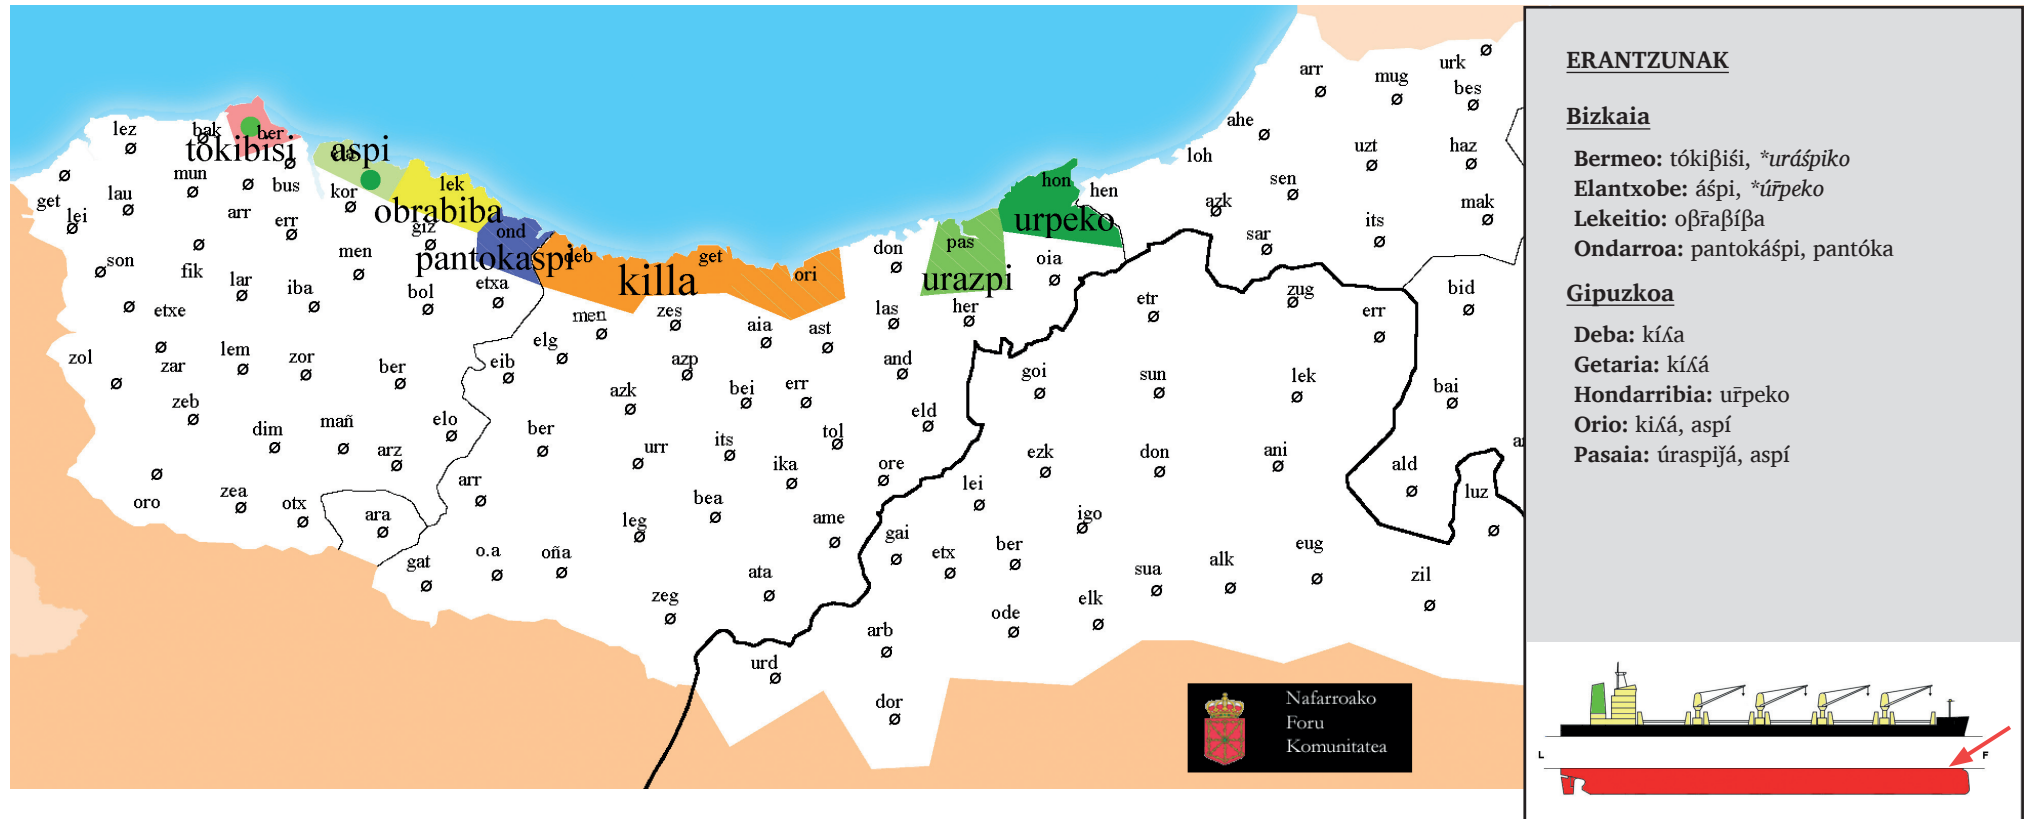 lez
bak
ber
tokibisi
aspi
get
lei
lau
mun
arr
bus
err
kor
lek
obrabiba
giz
ond
pantokaspi
deb
killa
get
ori
don
pas
urazpi
hon
urpeko
hen
oia
son
fik
lar
men
iba
bol
etxa
etxe
zol
zar
lem
zor
ber
zeb
dim
mañ
arz
elo
oro
zea
otx
ara
men
zes
aia
ast
las
her
elg
eib
azp
and
azk
bei
err
eld
ber
urr
its
tol
ika
ore
arr
bea
leg
ame
gat
o.a
oña
zeg
ata
urd
arr
mug
urk
bes
ahe
loh
uzt
haz
sen
azk
mak
its
sar
etr
zug
err
bid
goi
sun
lek
bai
ezk
don
ani
ald
luz
lei
igo
gai
etx
ber
sua
alk
eug
zil
ode
elk
arb
dor
Nafarroako
Foru
Komunitatea
ERANTZUNAK
Bizkaia
Bermeo: tókiβiśi, *uráśpiko
Elantxobe: áśpi, *úr̄peko
Lekeitio: oβr̄aβíβa
Ondarroa: pantokáśpi, pantóka
Gipuzkoa
Deba: kíʎa
Getaria: kíʎá
Hondarribia: ur̄peko
Orio: kiʎá, aspí
Pasaia: úraspiǰá, aspí
L
F